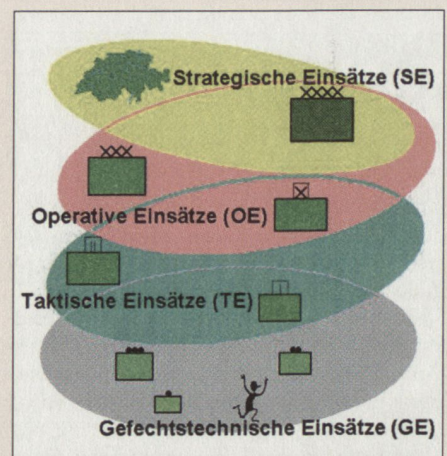 Strategische Einsätze (SE)
Operative Einsätze (OE)
Taktische Einsätze (TE)
Gefechtstechnische Einsätze (GE)